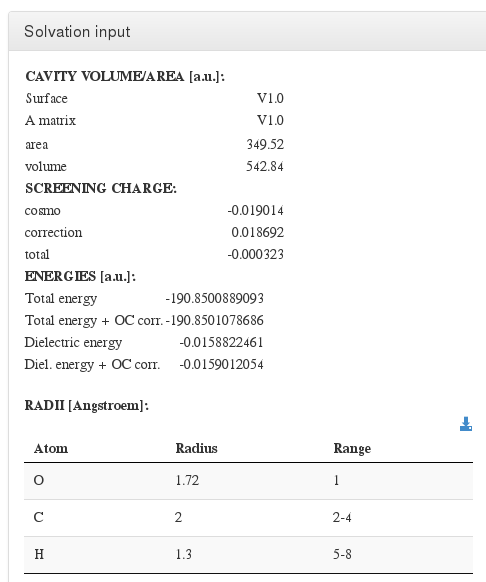 Solvation input
CAVITY VOLUME/AREA [a.u.]:
Surface V1.0
A matrix V1.0
area 349.52
volume 542.84
SCREENING CHARGE:
cosmo -0.019014
correction 0.018692
total -0.000323
ENERGIES [a.u.]:
Total energy -190.8500889093
Total energy + OC corr. -190.8501078686
Dielectric energy -0.0158822461
Diel. energy + OC corr. -0.0159012054
RADII [Angstroem]:
Atom Radius Range
O 1.72 1
C 2 2-4
H 1.3 5-8